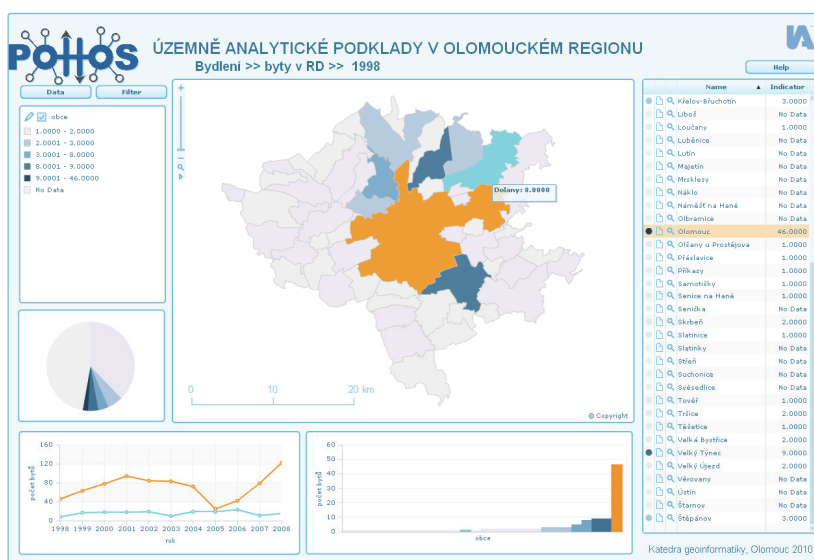 POHOS
ÚZEMNĚ ANALYTICKÉ PODKLADY V OLOMOUCKÉM REGIONU
Bydlení >> byty v RD >> 1998
Help
Data
Filter
obce
1.0000 - 2.0000
2.0001 - 3.0000
3.0001 - 8.0000
8.0001 - 9.0000
9.0001 - 46.0000
No Data
Dolany: 8.0000
0 10 20 km
© Copyright
Name Indicator
Křelov-Břuchotín 3.0000
Liboš No Data
Loučany 1.0000
Luběnice No Data
Lutín No Data
Majetín No Data
Mrsklesy No Data
Náklo No Data
Náměšť na Hané No Data
Olbramice No Data
Olomouc 46.0000
Olšany u Prostějova 1.0000
Přáslavice 1.0000
Příkazy 1.0000
Samotišky 1.0000
Senice na Hané 1.0000
Senička No Data
Skrbeň 2.0000
Slatinice 1.0000
Slatinky No Data
Střeň No Data
Suchonice No Data
Svésedlice No Data
Tovéř 1.0000
Tršice 2.0000
Těšetice 1.0000
Velká Bystřice 2.0000
Velký Týnec 9.0000
Velký Újezd 2.0000
Věrovany No Data
Ústín No Data
Štarnov No Data
Štěpánov 3.0000
160
120
80
40
0
počet bytů
1998 1999 2000 2001 2002 2003 2004 2005 2006 2007 2008
rok
60
50
40
30
20
10
0
počet bytů
obce
Katedra geoinformatiky, Olomouc 2010